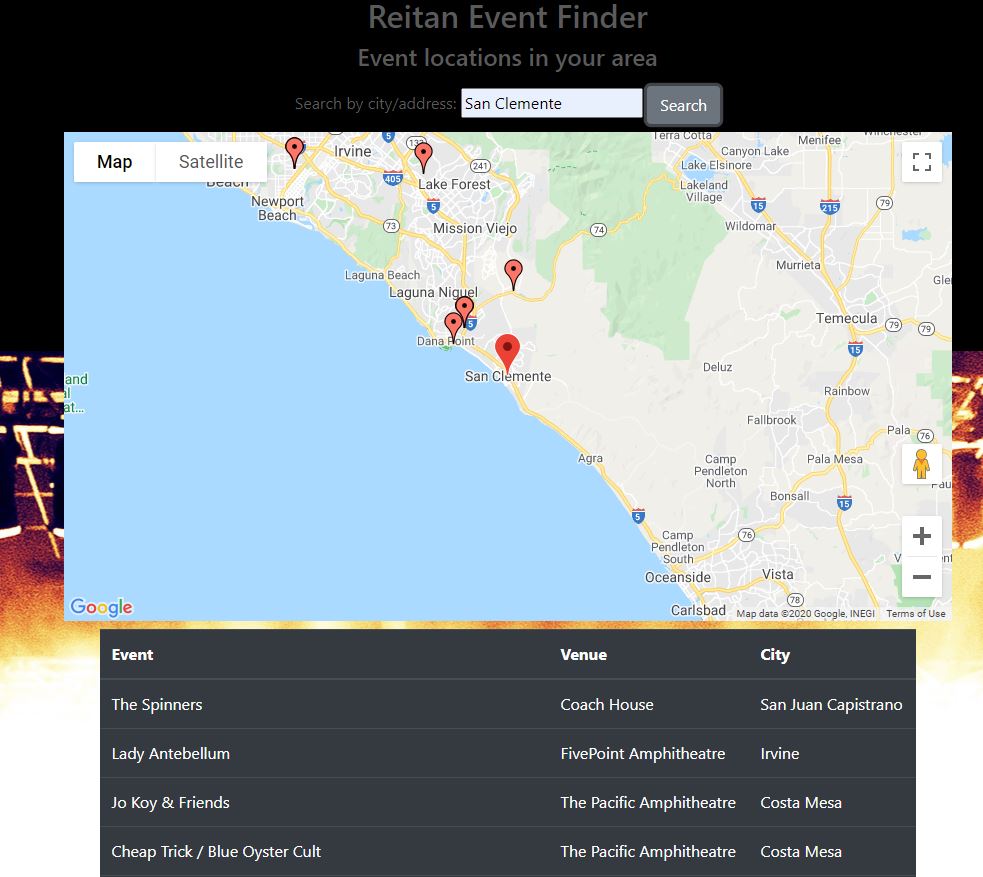 Reitan Event Finder
Event locations in your area
Search by city/address: San Clemente Search
Map Satellite
Beach
Irvine
133
5
241
405
Lake Forest
5
Newport
Beach
73
Mission Viejo
74
Laguna Beach
Laguna Niguel
5
Dana Point
San Clemente
Terra Cotta
Canyon Lake
Menifee
Winchester
Lake Elsinore
Lakeland
Village
15
215
79
Wildomar
Murrieta
Glen
Temecula
79
79
15
Deluz
Rainbow
Fallbrook
Pala
76
Agra
Camp
Pendleton
North
Pala Mesa
Pau
Bonsall
15
5
76
Camp
Pendleton
South
Oceanside
Vista
78
Carlsbad
and
al
at...
Google
Map data ©2020 Google, INEGI Terms of Use
Event Venue City
The Spinners Coach House San Juan Capistrano
Lady Antebellum FivePoint Amphitheatre Irvine
Jo Koy & Friends The Pacific Amphitheatre Costa Mesa
Cheap Trick / Blue Oyster Cult The Pacific Amphitheatre Costa Mesa